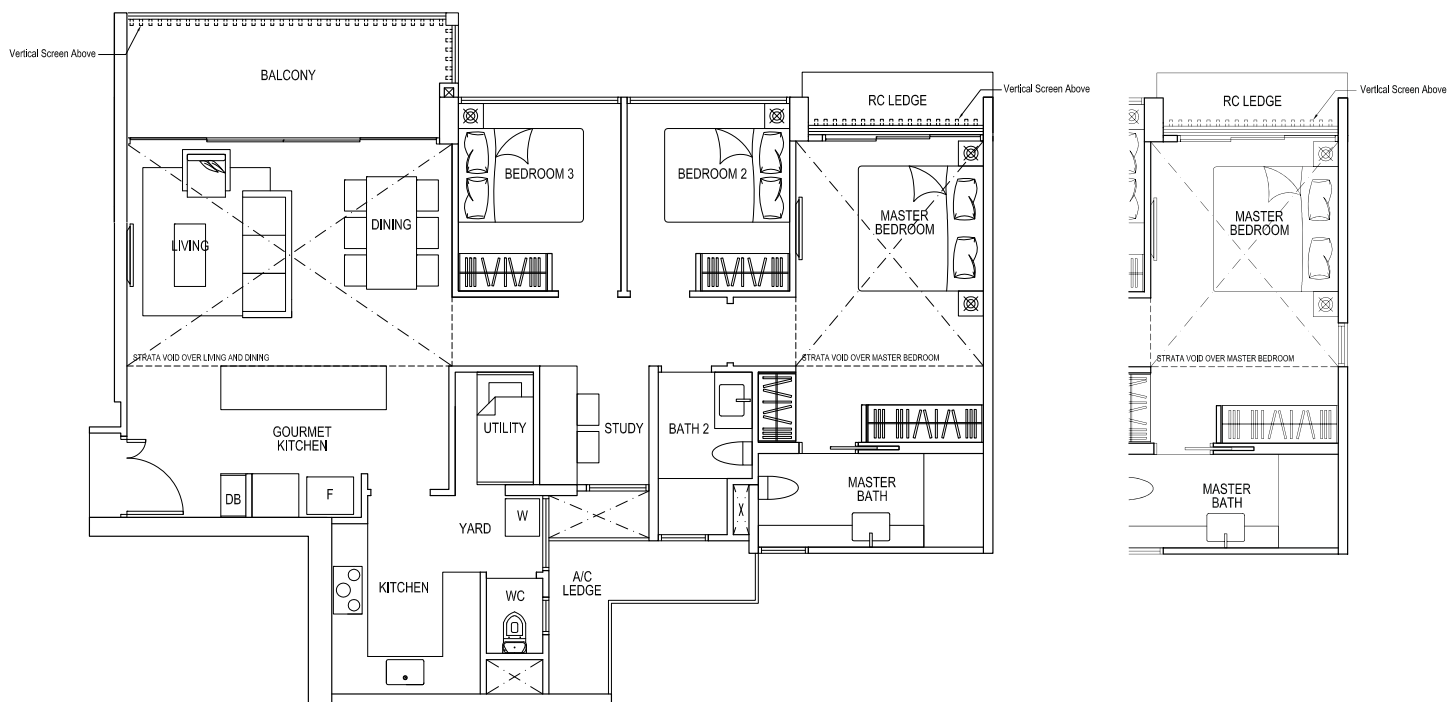 Vertical Screen Above
BALCONY
RC LEDGE
Vertical Screen Above
BEDROOM 3
BEDROOM 2
LIVING
DINING
MASTER
BEDROOM
STRATA VOID OVER LIVING AND DINING
STRATA VOID OVER MASTER BEDROOM
GOURMET
KITCHEN
UTILITY
STUDY
BATH 2
DB
F
MASTER
BATH
YARD
W
KITCHEN
WC
A/C
LEDGE
RC LEDGE
Vertical Screen Above
MASTER
BEDROOM
STRATA VOID OVER MASTER BEDROOM
MASTER
BATH